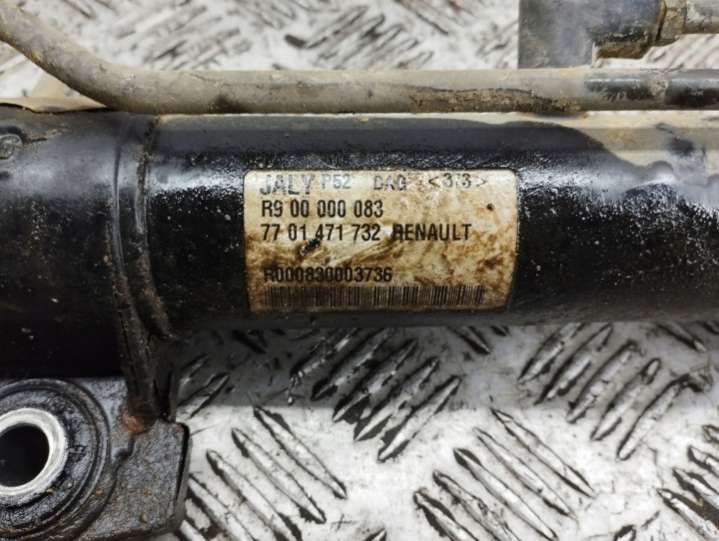 JALY P52 DAG <3/3>
R9 00 000 083
77 01 471 732 RENAULT
R000830003736